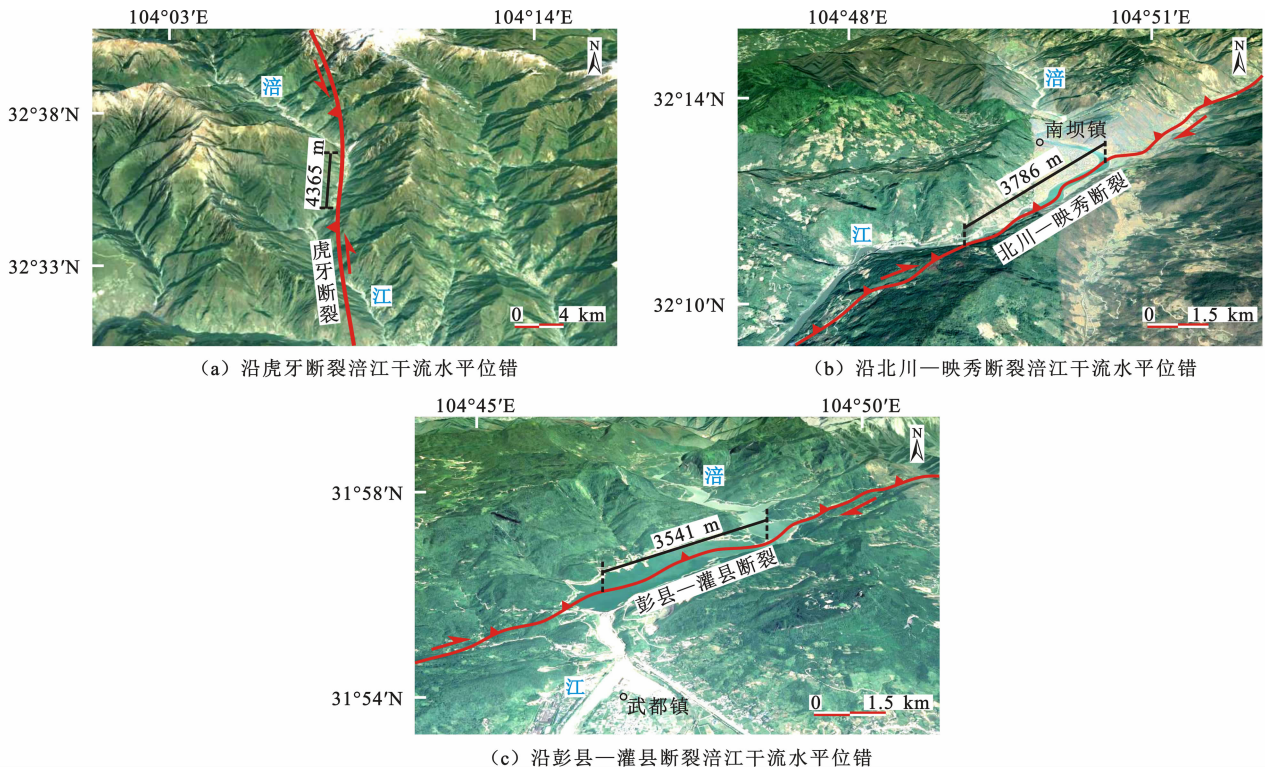 104°03′E
104°14′E
32°38′N
32°33′N
N
涪
4365 m
虎牙断裂
江
0 4 km
(a) 沿虎牙断裂涪江干流水平位错
104°48′E
104°51′E
32°14′N
32°10′N
N
涪
南坝镇
3786 m
北川—映秀断裂
江
0 1.5 km
(b) 沿北川—映秀断裂涪江干流水平位错
104°45′E
104°50′E
31°58′N
31°54′N
N
涪
3541 m
彭县—灌县断裂
江
武都镇
0 1.5 km
(c) 沿彭县—灌县断裂涪江干流水平位错